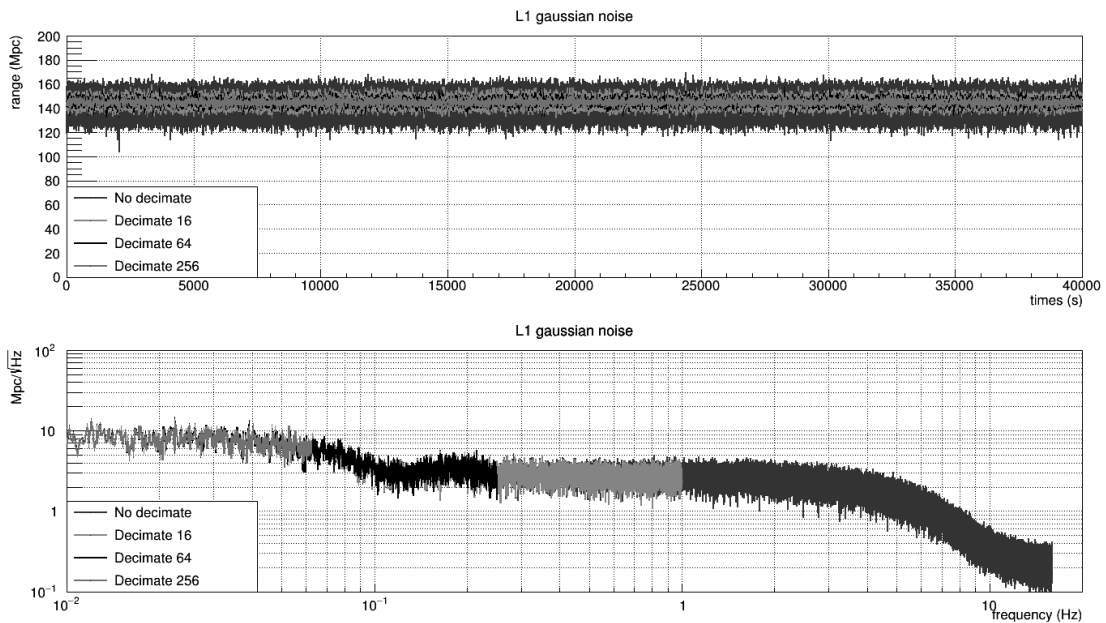 L1 gaussian noise
range (Mpc)
200
180
160
140
120
100
80
60
40
20
0
No decimate
Decimate 16
Decimate 64
Decimate 256
0 5000 10000 15000 20000 25000 30000 35000 40000
times (s)
L1 gaussian noise
Mpc/√Hz
10²
10
1
10⁻¹
No decimate
Decimate 16
Decimate 64
Decimate 256
10⁻² 10⁻¹ 1 10
frequency (Hz)